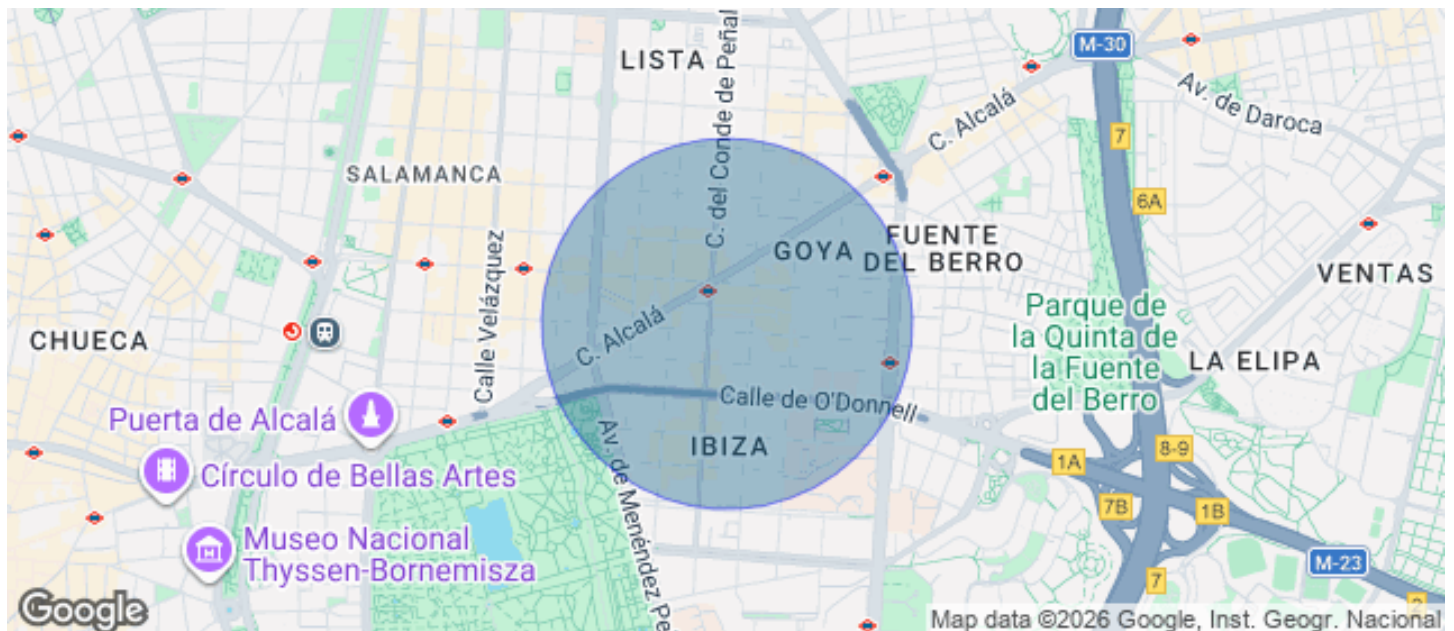 LISTA
C. del Conde de Peñal
M-30
Av. de Daroca
C. Alcalá
7
SALAMANCA
6A
GOYA
FUENTE
DEL BERRO
VENTAS
Calle Velázquez
Parque de
la Quinta de
la Fuente
del Berro
CHUECA
C. Alcalá
LA ELIPA
Puerta de Alcalá
Calle de O'Donnell
IBIZA
Av. de Menéndez Pe
Círculo de Bellas Artes
1A
8-9
7B
1B
Museo Nacional
Thyssen-Bornemisza
M-23
7
Google
Map data ©2026 Google, Inst. Geogr. Nacional